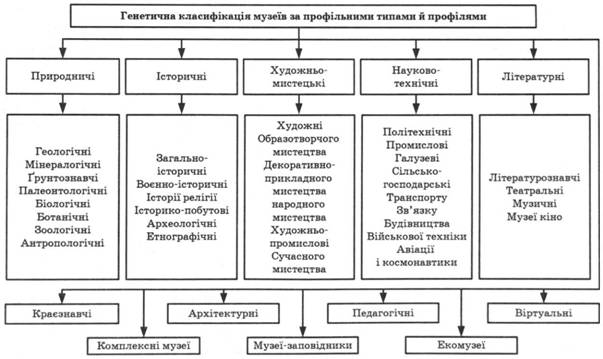 Генетична класифікація музеїв за профільними типами й профілями
Природничі
Історичні
Художньо-
мистецькі
Науково-
технічні
Літературні
Геологічні
Мінералогічні
Ґрунтознавчі
Палеонтологічні
Біологічні
Ботанічні
Зоологічні
Антропологічні
Загально-
історичні
Воєнно-історичні
Історії релігії
Історико-побутові
Археологічні
Етнографічні
Художні
Образотворчого
мистецтва
Декоративно-
прикладного
мистецтва
народного
мистецтва
Художньо-
промислові
Сучасного
мистецтва
Політехнічні
Промислові
Галузеві
Сільсько-
господарські
Транспорту
Зв’язку
Будівництва
Військової техніки
Авіації
і космонавтики
Літературознавчі
Театральні
Музичні
Музеї кіно
Краєзнавчі
Архітектурні
Педагогічні
Віртуальні
Комплексні музеї
Музеї-заповідники
Екомузеї